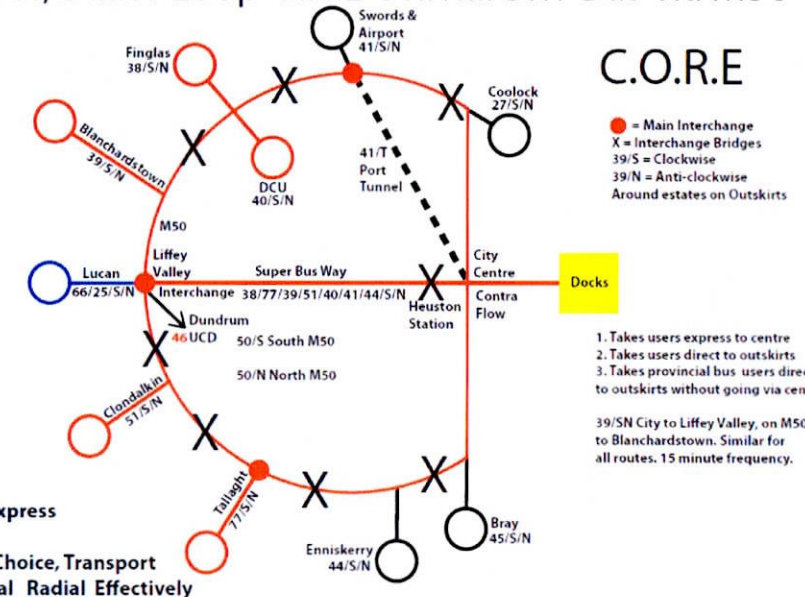 Swords &
Airport
41/S/N
Finglas
38/S/N
C.O.R.E
Coolock
27/S/N
= Main Interchange
X = Interchange Bridges
39/S = Clockwise
39/N = Anti-clockwise
Around estates on Outskirts
Blanchardstown
39/S/N
41/T
Port
Tunnel
DCU
40/S/N
M50
Liffey
Valley
Interchange
Lucan
66/25/S/N
Super Bus Way
38/77/39/51/40/41/44/S/N
City
Centre
Contra
Flow
Docks
Heuston
Station
Dundrum
46 UCD
50/S South M50
50/N North M50
1. Takes users express to centre
2. Takes users direct to outskirts
3. Takes provincial bus users direc
to outskirts without going via cen
Clondalkin
51/S/N
39/SN City to Liffey Valley, on M50
to Blanchardstown. Similar for
all routes. 15 minute frequency.
Tallaght
77/S/N
xpress
Bray
45/S/N
Enniskerry
44/S/N
Choice, Transport
al Radial Effectively